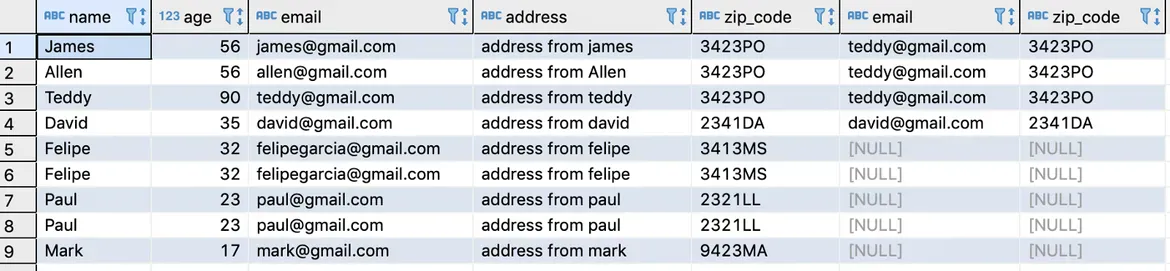 ABC name 123 age ABC email ABC address ABC zip_code ABC email ABC zip_code
1 James 56 james@gmail.com address from james 3423PO teddy@gmail.com 3423PO
2 Allen 56 allen@gmail.com address from Allen 3423PO teddy@gmail.com 3423PO
3 Teddy 90 teddy@gmail.com address from teddy 3423PO teddy@gmail.com 3423PO
4 David 35 david@gmail.com address from david 2341DA david@gmail.com 2341DA
5 Felipe 32 felipegarcia@gmail.com address from felipe 3413MS [NULL] [NULL]
6 Felipe 32 felipegarcia@gmail.com address from felipe 3413MS [NULL] [NULL]
7 Paul 23 paul@gmail.com address from paul 2321LL [NULL] [NULL]
8 Paul 23 paul@gmail.com address from paul 2321LL [NULL] [NULL]
9 Mark 17 mark@gmail.com address from mark 9423MA [NULL] [NULL]